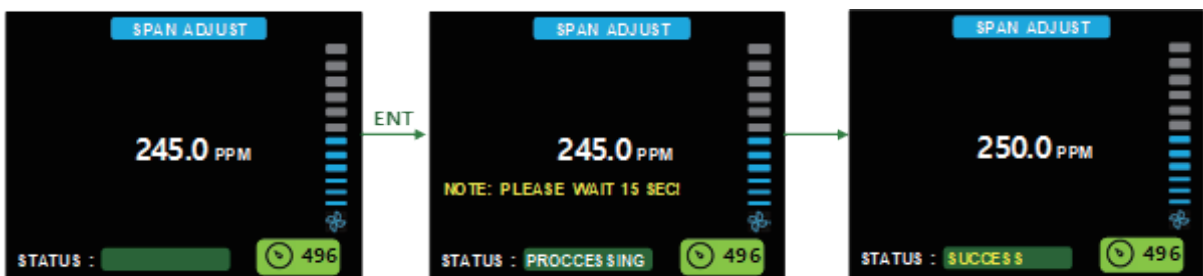 SPAN ADJUST
245.0 PPM
STATUS :
496
ENT
SPAN ADJUST
245.0 PPM
NOTE: PLEASE WAIT 15 SEC!
STATUS : PROCCESSING
496
SPAN ADJUST
250.0 PPM
STATUS : SUCCESS
496